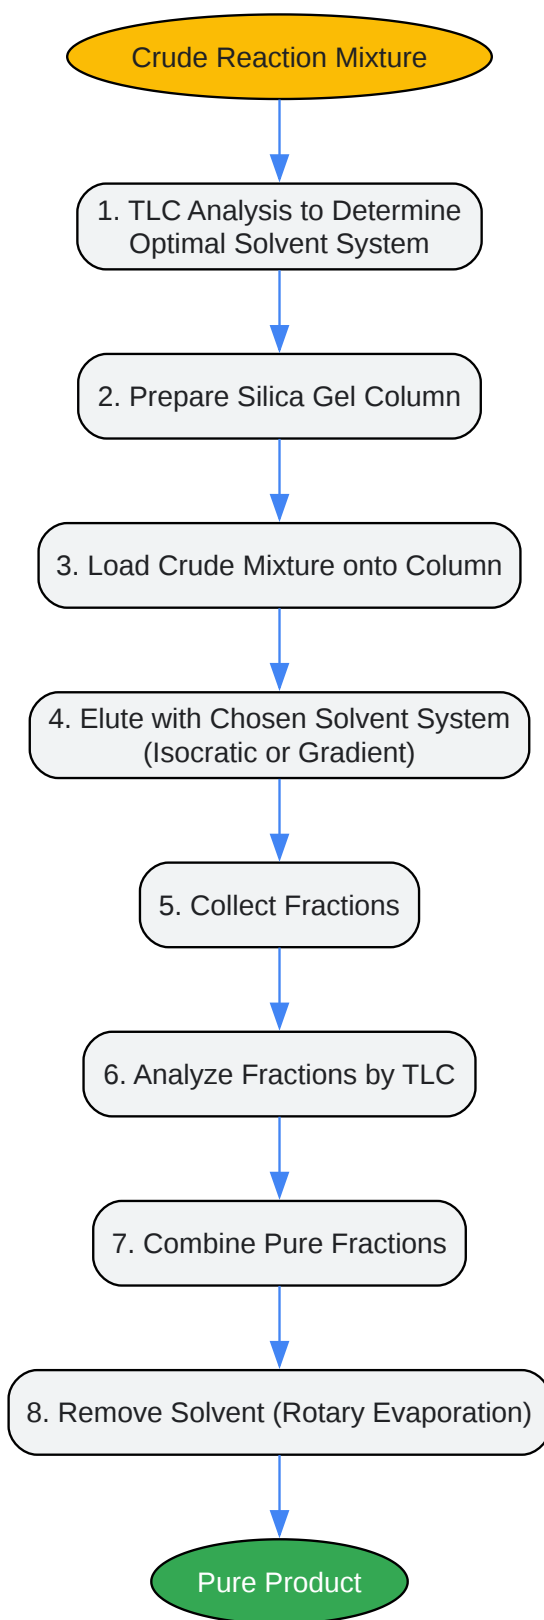 Crude Reaction Mixture
1. TLC Analysis to Determine
Optimal Solvent System
2. Prepare Silica Gel Column
3. Load Crude Mixture onto Column
4. Elute with Chosen Solvent System
(Isocratic or Gradient)
5. Collect Fractions
6. Analyze Fractions by TLC
7. Combine Pure Fractions
8. Remove Solvent (Rotary Evaporation)
Pure Product